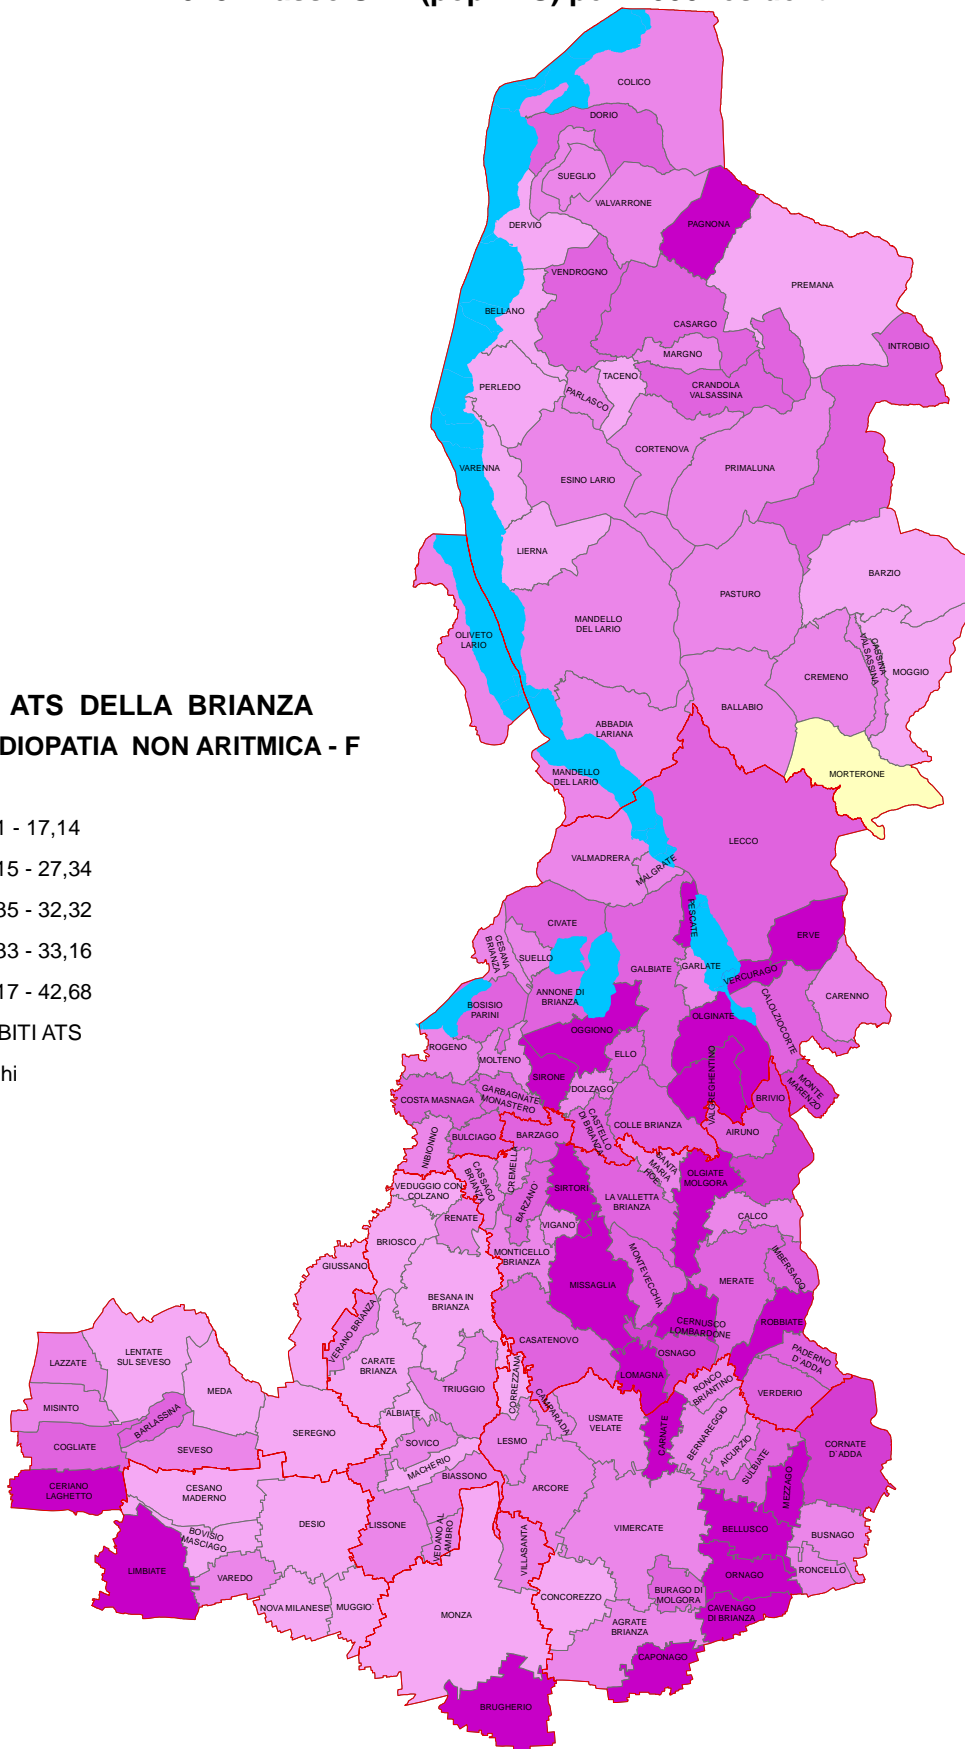 ATS DELLA BRIANZA
DIOPATIA NON ARITMICA - F
1 - 17,14
15 - 27,34
35 - 32,32
33 - 33,16
17 - 42,68
BITI ATS
hi
COLICO
DORIO
SUEGLIO
VALVARRONE
PAGNONA
DERVIO
VENDROGNO
PREMANA
BELLANO
CASARGO
INTROBIO
MARGNO
TACENO
PERLEDO
PARLASCO
CRANDOLA
VALSASSINA
CORTENOVA
PRIMALUNA
VARENNA
ESINO LARIO
LIERNA
BARZIO
PASTURO
MANDELLO
DEL LARIO
OLIVETO
LARIO
CASSINA
VALSASSINA
CREMENO
MOGGIO
BALLABIO
ABBADIA
LARIANA
MANDELLO
DEL LARIO
MORTERONE
LECCO
VALMADRERA
MALGRATE
PESCATE
CIVATE
ERVE
CESANA
BRIANZA
SUELLO
GALBIATE
GARLATE
VERCURAGO
ANNONE DI
BRIANZA
CARENNO
BOSISIO
PARINI
CALOLZIOCORTE
OLGINATE
OGGIONO
ROGENO
MOLTENO
ELLO
VALGREGHENTINO
SIRONE
DOLZAGO
MONTE
MARENZO
COSTA MASNAGA
GARBAGNATE
MONASTERO
BRIVIO
CASTELLO
DI BRIANZA
COLLE BRIANZA
AIRUNO
BULCIAGO
BARZAGO
NIBIONNO
CREMELLA
CASSAGO
BRIANZA
SANTA
MARIA
HOE'
OLGIATE
MOLGORA
VEDUGGIO CON
COLZANO
SIRTORI
LA VALLETTA
BRIANZA
BARZANO'
RENATE
VIGANO'
CALCO
BRIOSCO
MONTICELLO
BRIANZA
GIUSSANO
MISSAGLIA
MONTEVECCHIA
MERATE
IMBERSAGO
BESANA IN
BRIANZA
VERANO BRIANZA
CERNUSCO
LOMBARDONE
ROBBIATE
CASATENOVO
OSNAGO
LENTATE
SUL SEVESO
LAZZATE
CARATE
BRIANZA
PADERNO
D'ADDA
LOMAGNA
MEDA
TRIUGGIO
CORREZZANA
RONCO
BRIANTINO
VERDERIO
MISINTO
BARLASSINA
ALBIATE
CAMPARADA
USMATE
VELATE
BERNAREGGIO
SEREGNO
COGLIATE
SEVESO
SOVICO
LESMO
CARNATE
AICURZIO
CORNATE
D'ADDA
MACHERIO
BIASSONO
SULBIATE
CERIANO
LAGHETTO
CESANO
MADERNO
ARCORE
MEZZAGO
DESIO
LISSONE
VEDANO AL
LAMBRO
VIMERCATE
BELLUSCO
BOVISIO
MASCIAGO
VILLASANTA
BUSNAGO
LIMBIATE
VAREDO
ORNAGO
RONCELLO
NOVA MILANESE
MUGGIO'
MONZA
CONCOREZZO
BURAGO DI
MOLGORA
CAVENAGO
DI BRIANZA
AGRATE
BRIANZA
CAPONAGO
BRUGHERIO